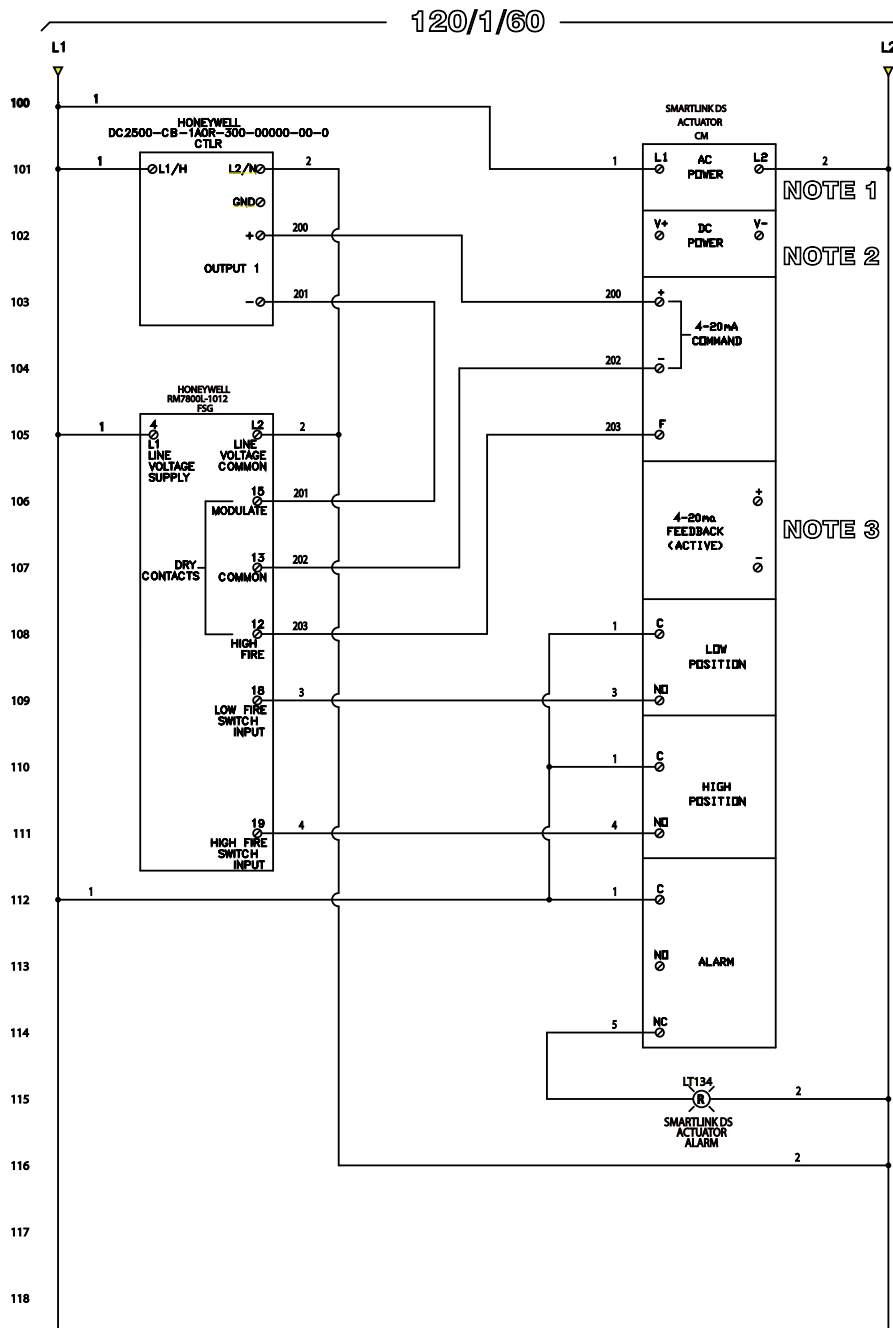 120/1/60
L1
L2
100
1
HONEYWELL
DC2500-CB-1A0R-300-00000-00-0
CTLR
SMARTLINK DS
ACTUATOR
CM
101
1
L1/H
L2/N
2
1
L1
AC
POWER
L2
2
NOTE 1
GND
102
+
200
V+
DC
POWER
V-
NOTE 2
OUTPUT 1
103
-
201
200
+
4-20mA
COMMAND
104
202
-
HONEYWELL
RM7800L-1012
FSG
105
1
4
L1
LINE
VOLTAGE
SUPPLY
L2
LINE
VOLTAGE
COMMON
2
203
F
106
15
MODULATE
201
+
4-20ma
FEEDBACK
(ACTIVE)
NOTE 3
107
DRY
CONTACTS
13
COMMON
202
-
108
12
HIGH
FIRE
203
1
C
LOW
POSITION
109
18
LOW FIRE
SWITCH
INPUT
3
3
NO
110
1
C
HIGH
POSITION
111
19
HIGH FIRE
SWITCH
INPUT
4
4
NO
112
1
1
C
113
NO
ALARM
114
5
NC
115
LT134
R
2
SMARTLINK DS
ACTUATOR
ALARM
116
2
117
118